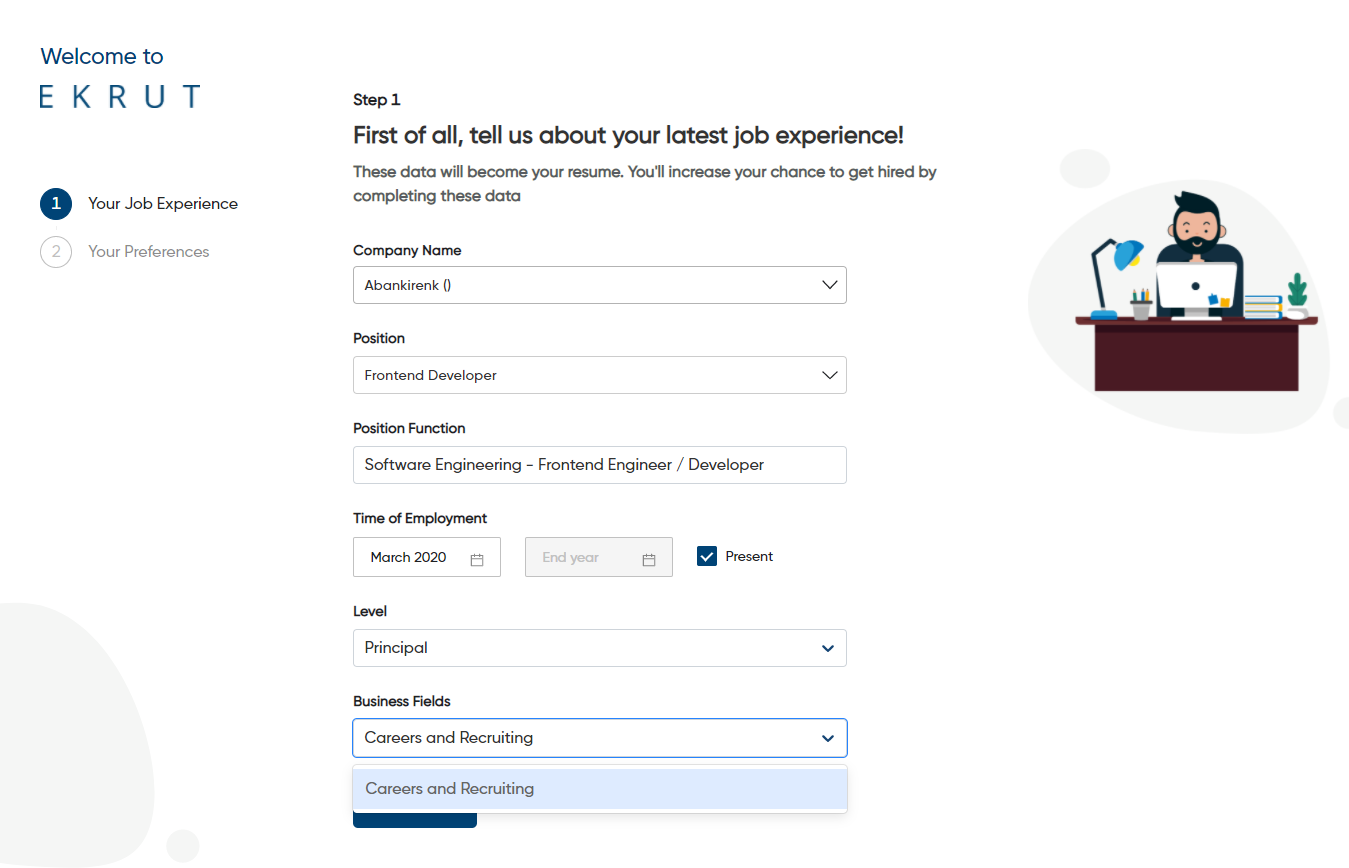 Welcome to
EKRUT
1 Your Job Experience
2 Your Preferences
Step 1
First of all, tell us about your latest job experience!
These data will become your resume. You'll increase your chance to get hired by
completing these data
Company Name
Abankirenk ()
Position
Frontend Developer
Position Function
Software Engineering - Frontend Engineer / Developer
Time of Employment
March 2020 End year Present
Level
Principal
Business Fields
Careers and Recruiting
Careers and Recruiting